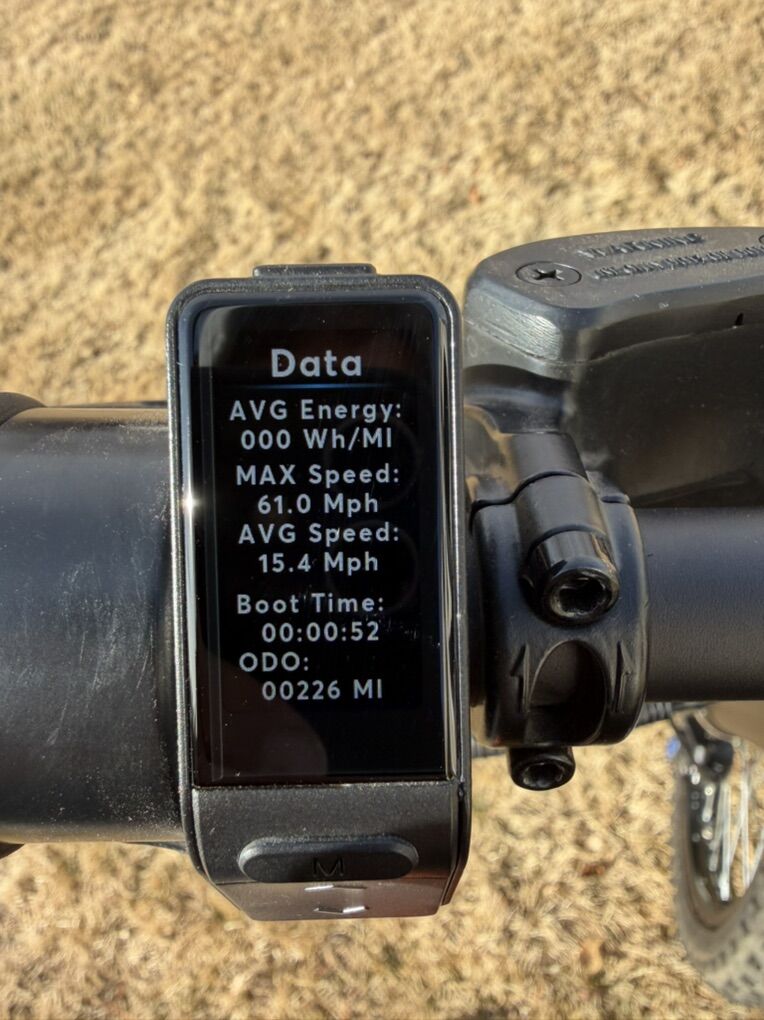 Data
AVG Energy:
000 Wh/MI
MAX Speed:
61.0 Mph
AVG Speed:
15.4 Mph
Boot Time:
00:00:52
ODO:
00226 MI
M